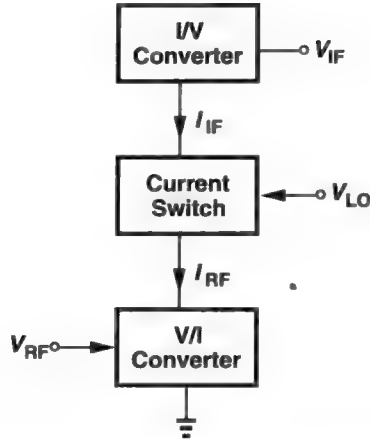 I/V
Converter
V_IF
I_IF
Current
Switch
V_LO
I_RF
V_RF
V/I
Converter